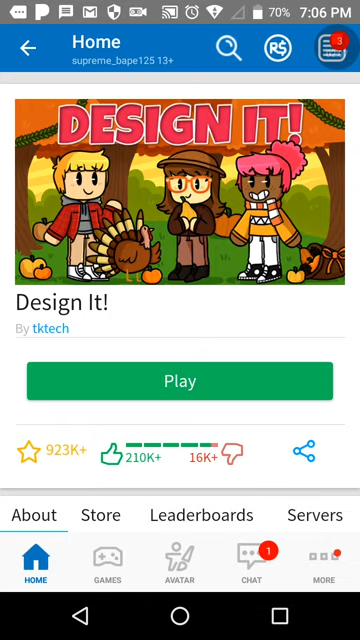 70% 7:06 PM
Home
supreme_bape125 13+
R$
3
DESIGN IT!
Design It!
By tktech
Play
923K+
210K+
16K+
About Store Leaderboards Servers
1
HOME GAMES AVATAR CHAT MORE